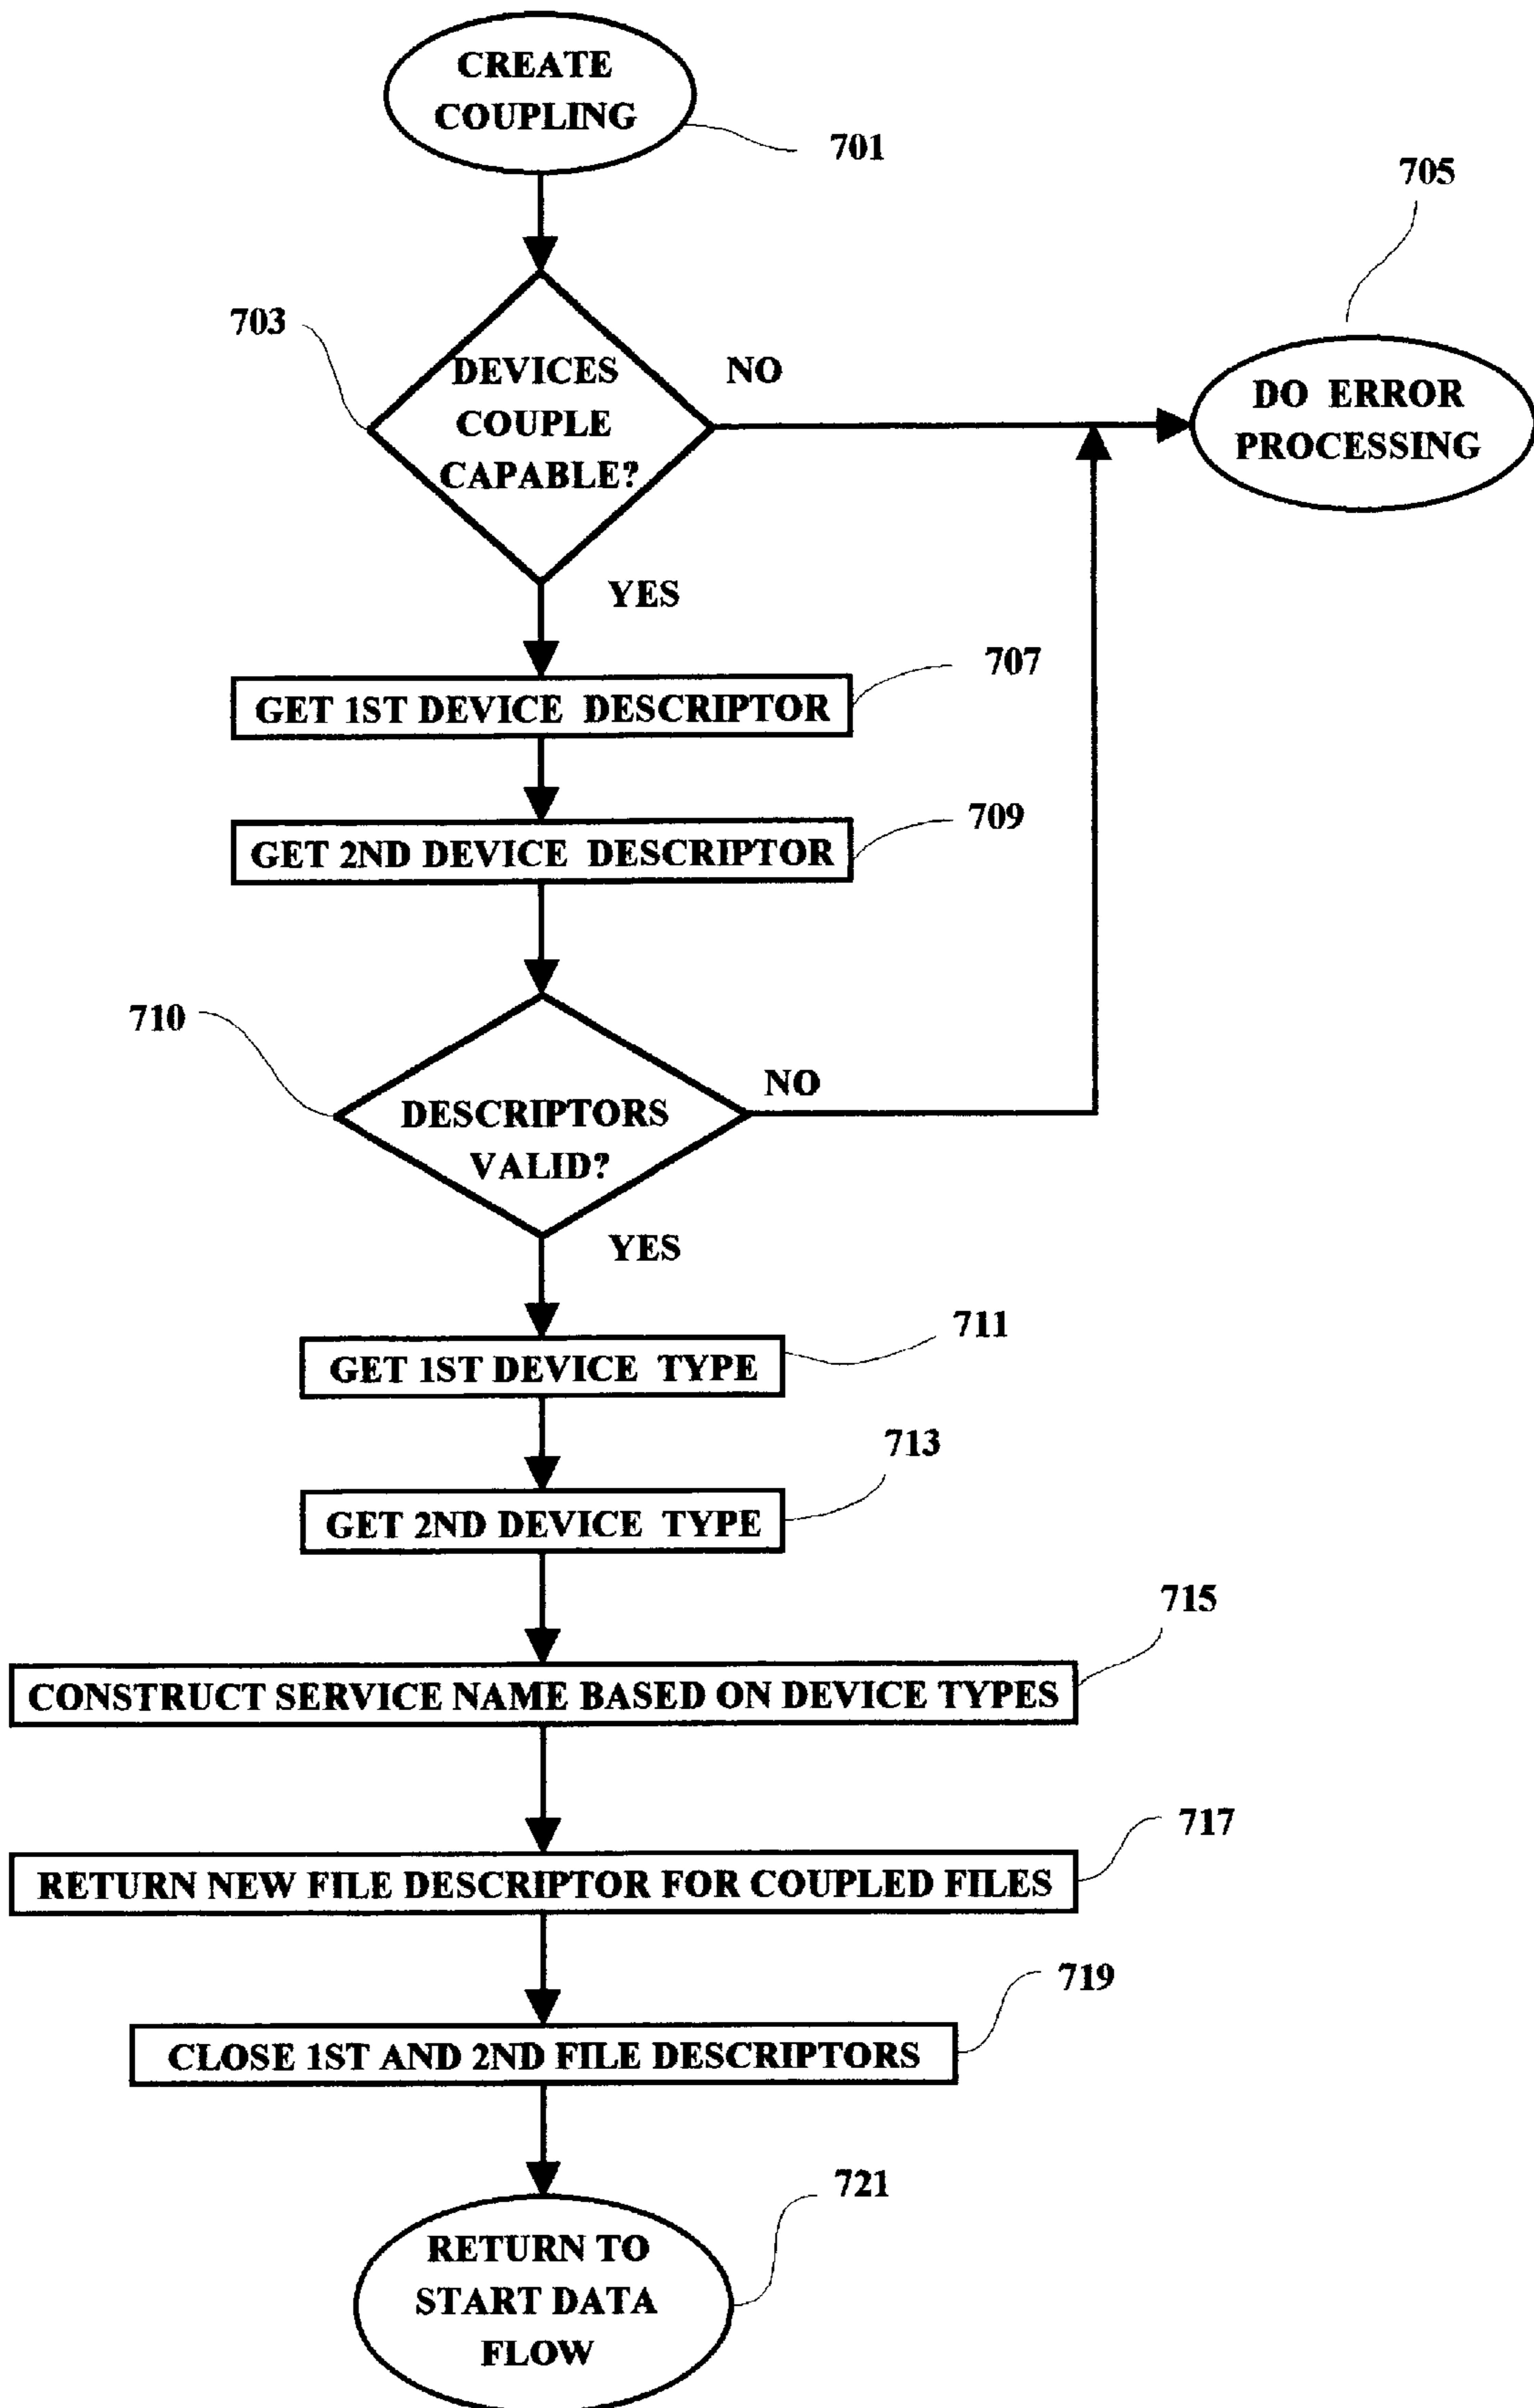 CREATE
COUPLING
701
705
703
DEVICES
COUPLE
CAPABLE?
NO
DO ERROR
PROCESSING
YES
707
GET 1ST DEVICE DESCRIPTOR
709
GET 2ND DEVICE DESCRIPTOR
710
DESCRIPTORS
VALID?
NO
YES
711
GET 1ST DEVICE TYPE
713
GET 2ND DEVICE TYPE
715
CONSTRUCT SERVICE NAME BASED ON DEVICE TYPES
717
RETURN NEW FILE DESCRIPTOR FOR COUPLED FILES
719
CLOSE 1ST AND 2ND FILE DESCRIPTORS
721
RETURN TO
START DATA
FLOW